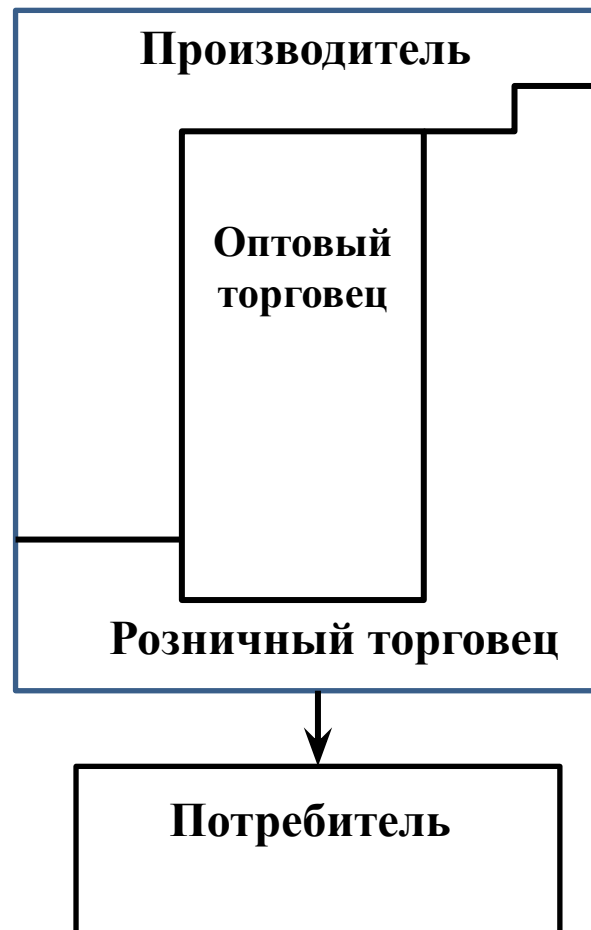 Производитель
Оптовый
торговец
Розничный торговец
Потребитель